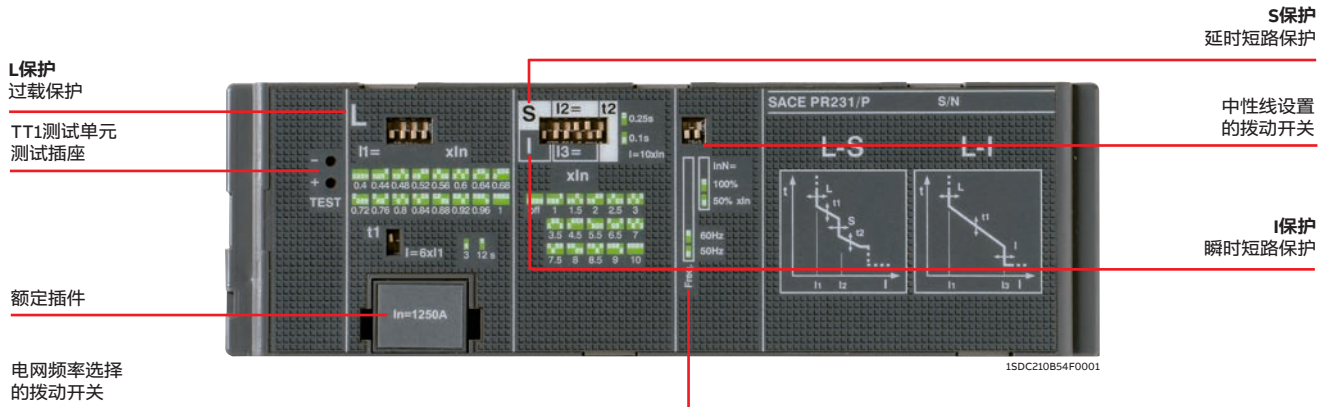 S保护
延时短路保护
L保护
过载保护
TT1测试单元
测试插座
中性线设置
的拨动开关
I保护
瞬时短路保护
额定插件
电网频率选择
的拨动开关
L
I1= xIn
0.4 0.44 0.48 0.52 0.56 0.6 0.64 0.68
0.72 0.76 0.8 0.84 0.88 0.92 0.96 1
- 
+
TEST
t1
I=6xI1 3 12 s
In=1250A
S I2= t2
0.25s
0.1s
I I3= I=10xIn
xIn
off 1 1.5 2 2.5 3
3.5 4.5 5.5 6.5 7
7.5 8 8.5 9 10
InN=
100%
50% xIn
60Hz
50Hz
Freq.
SACE PR231/P S/N
L-S L-I
t L t1 S t2 I1 I2 I
t L t1 I I1 I3 I
1SDC210B54F0001